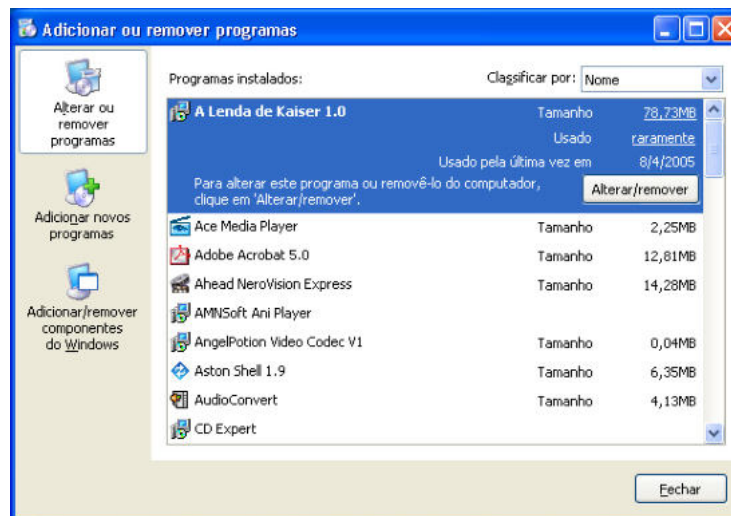 Adicionar ou remover programas
Alterar ou
remover
programas
Adicionar novos
programas
Adicionar/remover
componentes
do Windows
Programas instalados:
Classificar por: Nome
A Lenda de Kaiser 1.0 Tamanho 78,73MB
Usado raramente
Usado pela última vez em 8/4/2005
Para alterar este programa ou removê-lo do computador,
clique em 'Alterar/remover'.
Alterar/remover
Ace Media Player Tamanho 2,25MB
Adobe Acrobat 5.0 Tamanho 12,81MB
Ahead NeroVision Express Tamanho 14,28MB
AMNSoft Ani Player
AngelPotion Video Codec V1 Tamanho 0,04MB
Aston Shell 1.9 Tamanho 6,35MB
AudioConvert Tamanho 4,13MB
CD Expert
Fechar